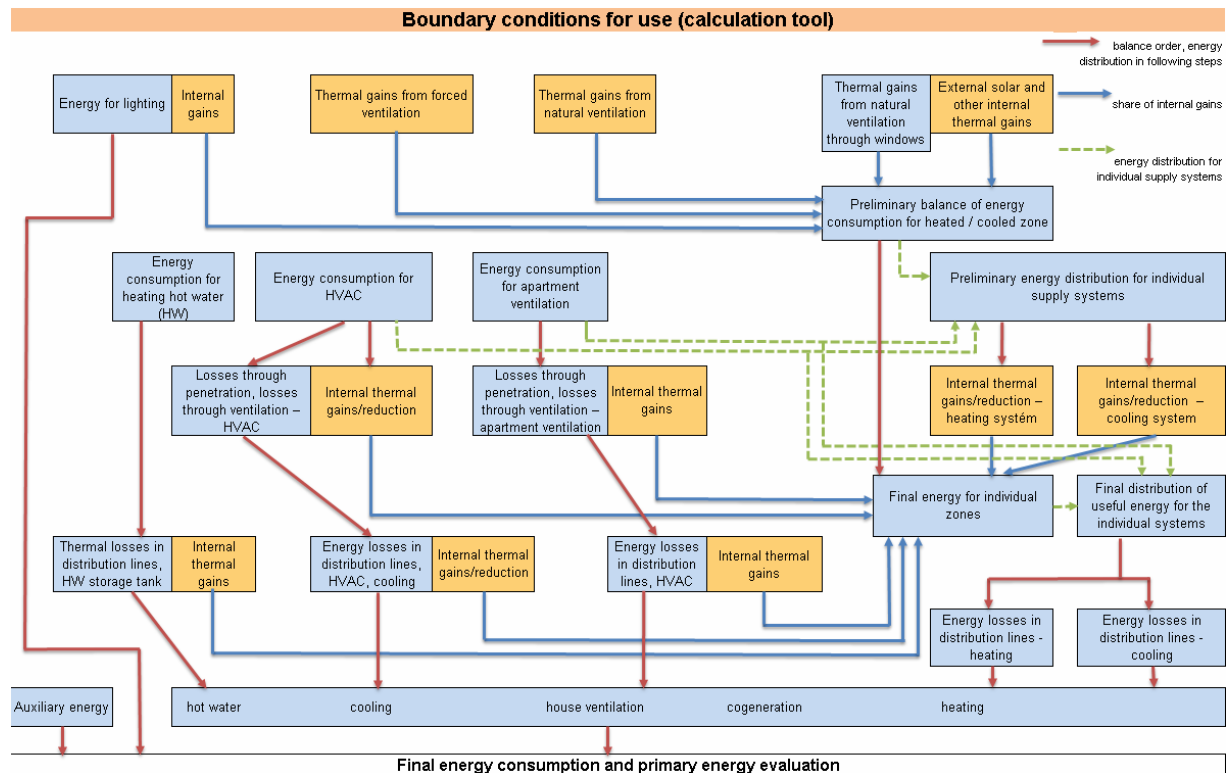 Boundary conditions for use (calculation tool)
balance order, energy
distribution in following steps
share of internal gains
energy distribution for
individual supply systems
Energy for lighting
Internal
gains
Thermal gains from forced
ventilation
Thermal gains from
natural ventilation
Thermal gains
from natural
ventilation
through
windows
External solar and
other internal
thermal gains
Preliminary balance of energy
consumption for heated / cooled zone
Energy
consumption for
heating hot water
(HW)
Energy consumption for
HVAC
Energy consumption
for apartment
ventilation
Preliminary energy distribution for individual
supply systems
Losses through
penetration, losses
through ventilation –
HVAC
Internal thermal
gains/reduction
Losses through
penetration, losses
through ventilation –
apartment ventilation
Internal thermal
gains
Internal thermal
gains/reduction –
heating systém
Internal thermal
gains/reduction –
cooling system
Final energy for individual
zones
Final distribution of
useful energy for the
individual systems
Thermal losses in
distribution lines,
HW storage tank
Internal
thermal
gains
Energy losses in
distribution lines,
HVAC, cooling
Internal thermal
gains/reduction
Energy losses in
distribution
lines, HVAC
Internal thermal
gains
Energy losses in
distribution lines -
heating
Energy losses in
distribution lines -
cooling
Auxiliary energy
hot water
cooling
house ventilation
cogeneration
heating
Final energy consumption and primary energy evaluation